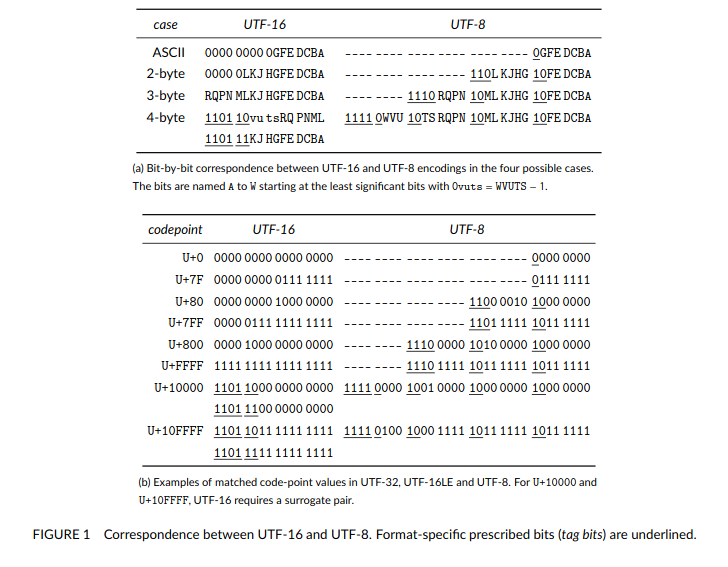 case UTF-16 UTF-8
ASCII 0000 0000 0GFE DCBA ---- ---- ---- ---- ---- ---- 0GFE DCBA
2-byte 0000 0LKJ HGFE DCBA ---- ---- ---- ---- 110L KJHG 10FE DCBA
3-byte RQPN MLKJ HGFE DCBA ---- ---- 1110 RQPN 10ML KJHG 10FE DCBA
4-byte 1101 10vu tsRQ PNML 1111 0WVU 10TS RQPN 10ML KJHG 10FE DCBA
1101 11KJ HGFE DCBA
(a) Bit-by-bit correspondence between UTF-16 and UTF-8 encodings in the four possible cases.
The bits are named A to W starting at the least significant bits with 0vuts = WVUTS − 1.
codepoint UTF-16 UTF-8
U+0 0000 0000 0000 0000 ---- ---- ---- ---- ---- ---- 0000 0000
U+7F 0000 0000 0111 1111 ---- ---- ---- ---- ---- ---- 0111 1111
U+80 0000 0000 1000 0000 ---- ---- ---- ---- 1100 0010 1000 0000
U+7FF 0000 0111 1111 1111 ---- ---- ---- ---- 1101 1111 1011 1111
U+800 0000 1000 0000 0000 ---- ---- 1110 0000 1010 0000 1000 0000
U+FFFF 1111 1111 1111 1111 ---- ---- 1110 1111 1011 1111 1011 1111
U+10000 1101 1000 0000 0000 1111 0000 1001 0000 1000 0000 1000 0000
1101 1100 0000 0000
U+10FFFF 1101 1011 1111 1111 1111 0100 1000 1111 1011 1111 1011 1111
1101 1111 1111 1111
(b) Examples of matched code-point values in UTF-32, UTF-16LE and UTF-8. For U+10000 and
U+10FFFF, UTF-16 requires a surrogate pair.
FIGURE 1 Correspondence between UTF-16 and UTF-8. Format-specific prescribed bits (tag bits) are underlined.